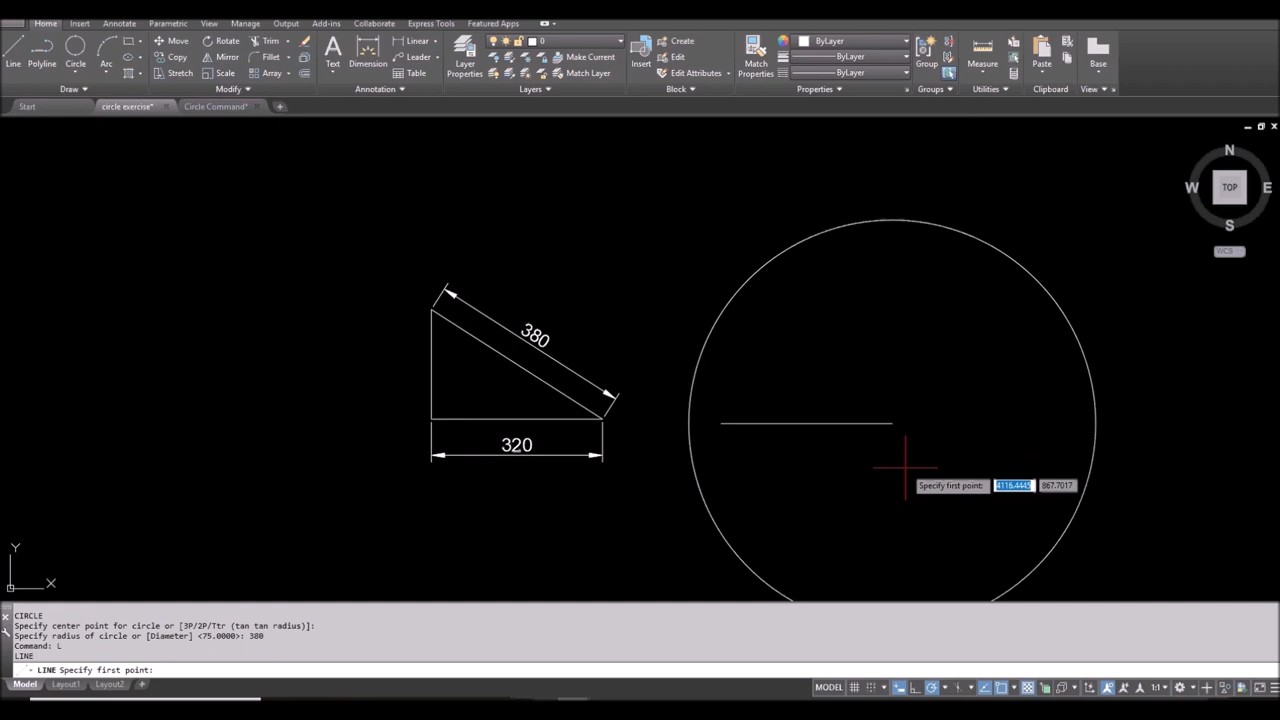 Home Insert Annotate Parametric View Manage Output Add-ins Collaborate Express Tools Featured Apps
Line Polyline Circle Arc
Move Rotate Trim
Copy Mirror Fillet
Stretch Scale Array
Text Dimension
Linear
Leader
Table
Layer Properties
0
Make Current
Match Layer
Insert
Create
Edit
Edit Attributes
Match Properties
ByLayer
ByLayer
ByLayer
Group
Measure
Paste
Base
Draw Modify Annotation Layers Block Properties Groups Utilities Clipboard View
Start circle exercise* Circle Command*
N
W TOP E
S
WCS
380
320
Specify first point: 4116.4445 867.7017
Y
X
CIRCLE
Specify center point for circle or [3P/2P/Ttr (tan tan radius)]:
Specify radius of circle or [Diameter] <75.0000>: 380
Command: L
LINE
LINE Specify first point:
Model Layout1 Layout2
MODEL 1:1